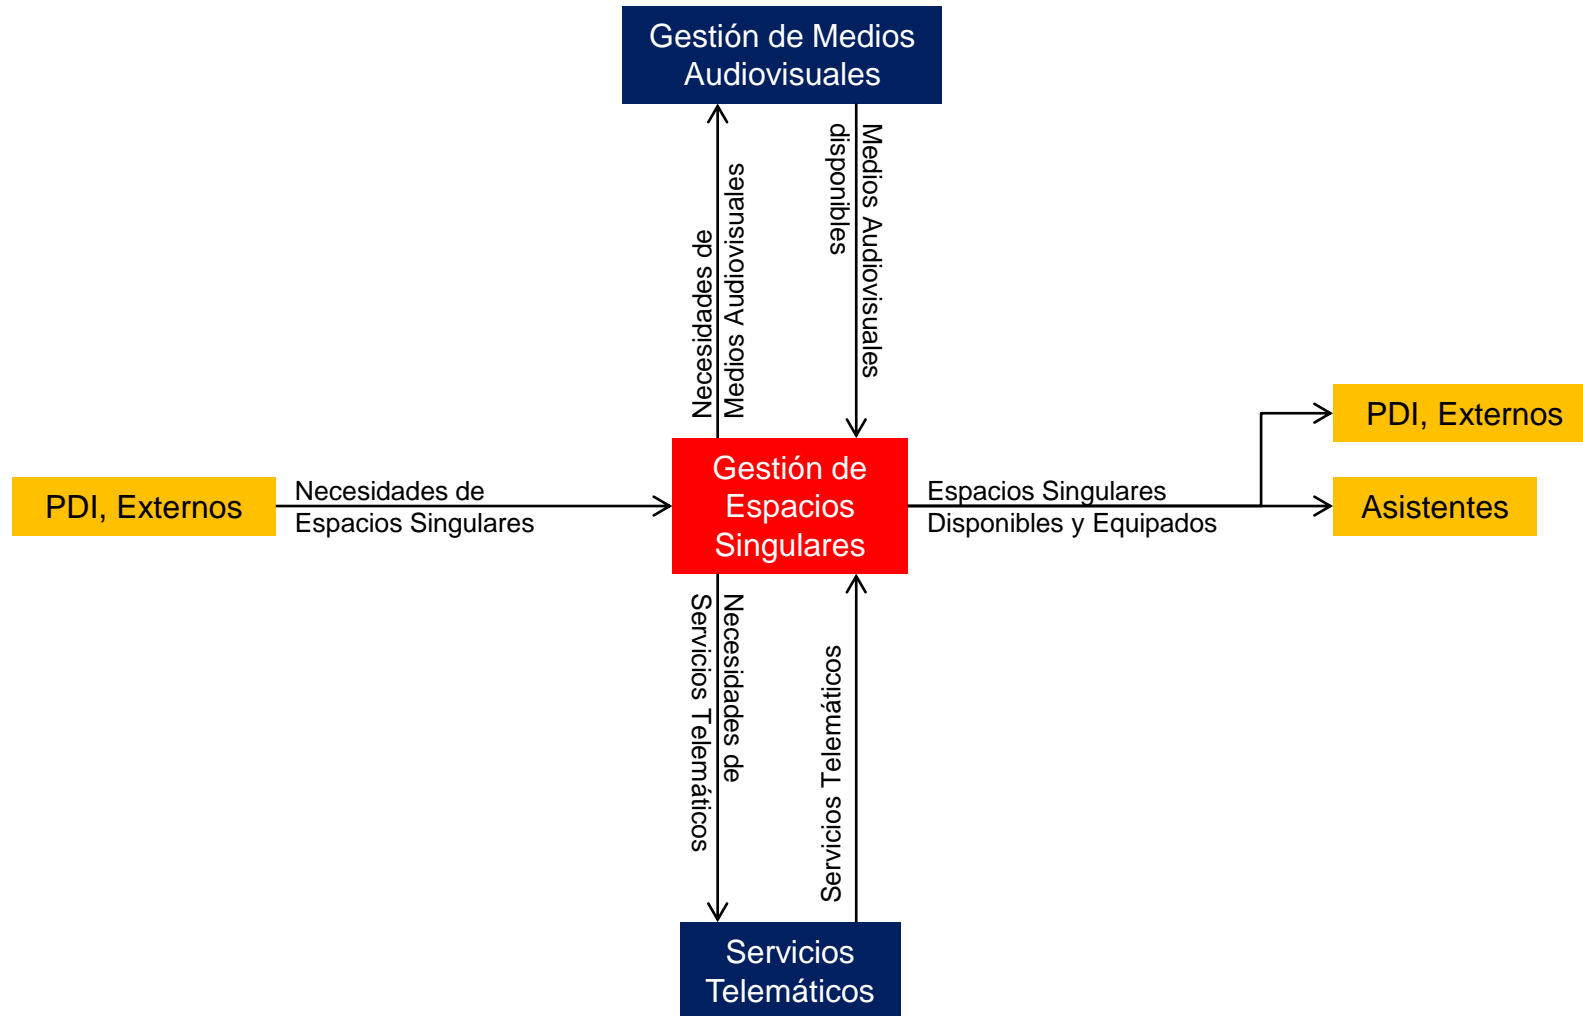 Gestión de Medios
Audiovisuales
Necesidades de
Medios Audiovisuales
Medios Audiovisuales
disponibles
PDI, Externos
Necesidades de
Espacios Singulares
Gestión de
Espacios
Singulares
Espacios Singulares
Disponibles y Equipados
PDI, Externos
Asistentes
Necesidades de
Servicios Telemáticos
Servicios Telemáticos
Servicios
Telemáticos